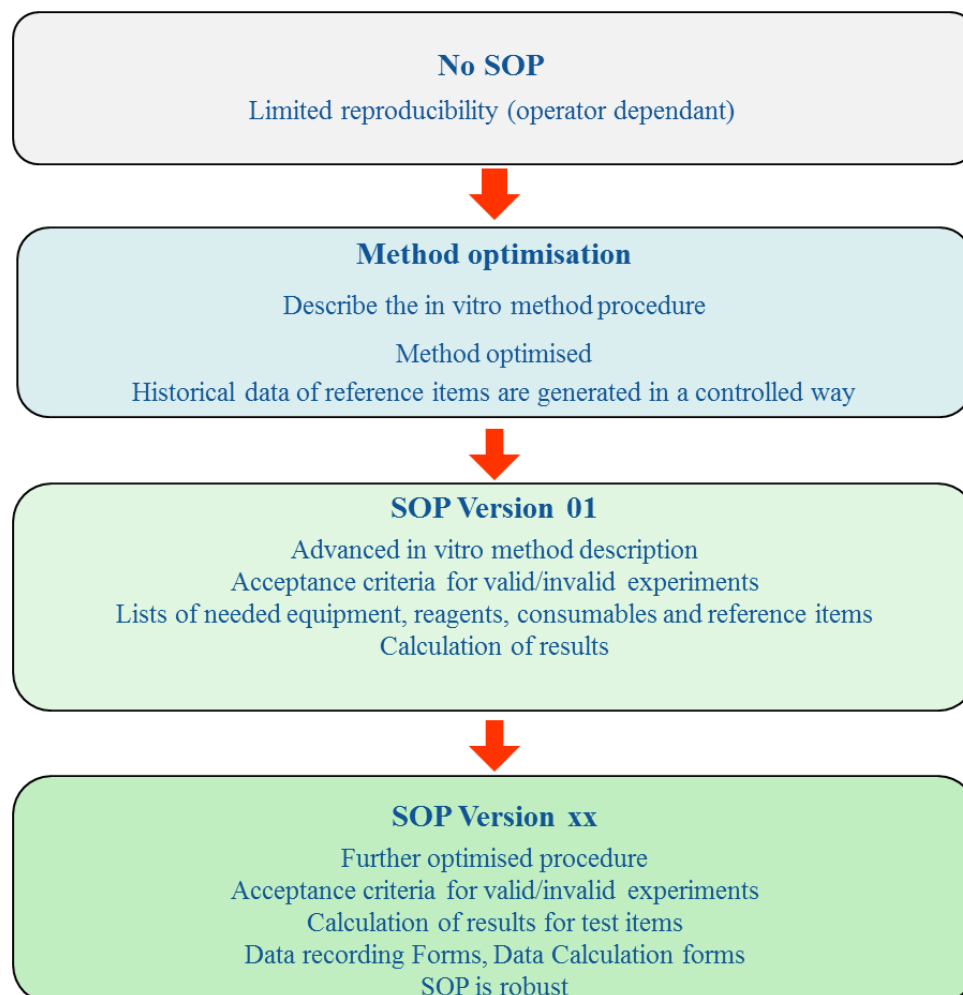 No SOP
Limited reproducibility (operator dependant)
Method optimisation
Describe the in vitro method procedure
Method optimised
Historical data of reference items are generated in a controlled way
SOP Version 01
Advanced in vitro method description
Acceptance criteria for valid/invalid experiments
Lists of needed equipment, reagents, consumables and reference items
Calculation of results
SOP Version xx
Further optimised procedure
Acceptance criteria for valid/invalid experiments
Calculation of results for test items
Data recording Forms, Data Calculation forms
SOP is robust